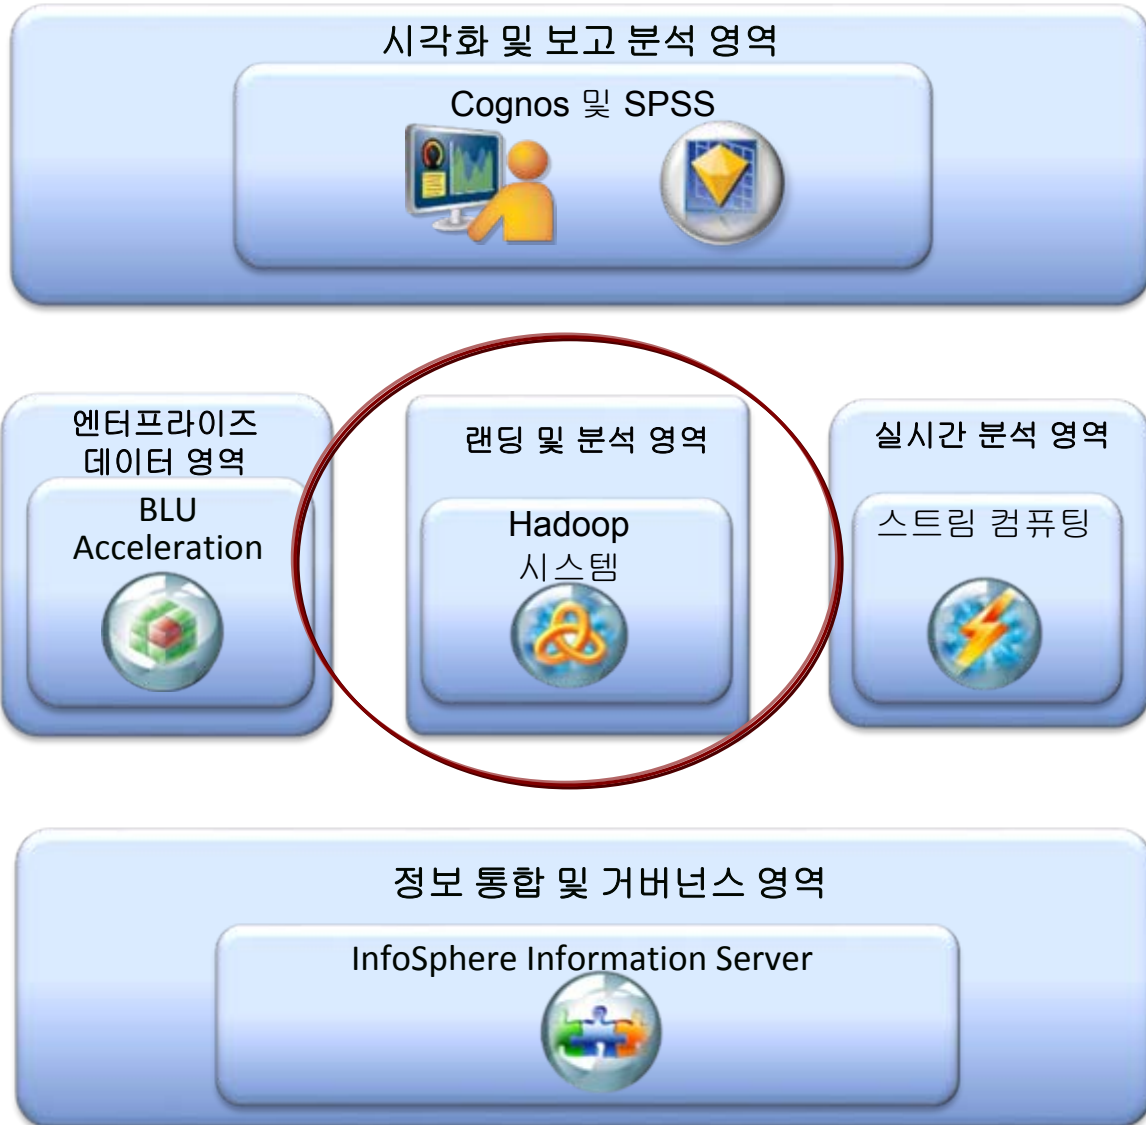 시각화 및 보고 분석 영역
Cognos 및 SPSS
엔터프라이즈
데이터 영역
BLU
Acceleration
랜딩 및 분석 영역
Hadoop
시스템
실시간 분석 영역
스트림 컴퓨팅
정보 통합 및 거버넌스 영역
InfoSphere Information Server